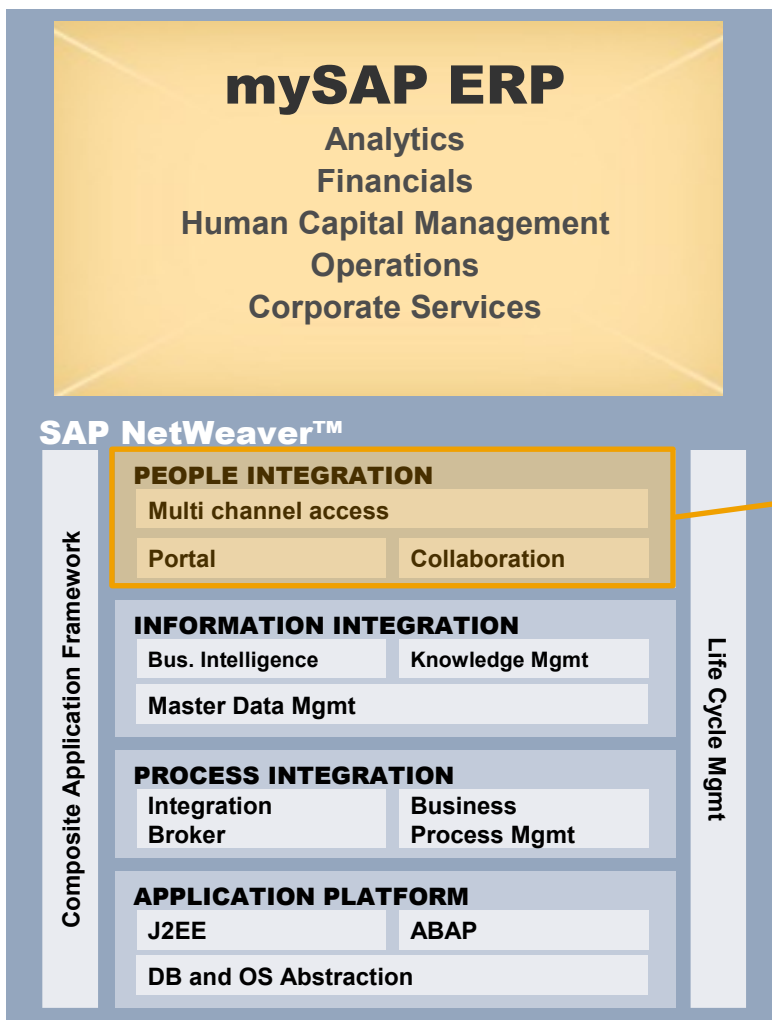 mySAP ERP
Analytics
Financials
Human Capital Management
Operations
Corporate Services
SAP NetWeaver™
Composite Application Framework
PEOPLE INTEGRATION
Multi channel access
Portal
Collaboration
INFORMATION INTEGRATION
Bus. Intelligence
Knowledge Mgmt
Master Data Mgmt
PROCESS INTEGRATION
Integration
Broker
Business
Process Mgmt
APPLICATION PLATFORM
J2EE
ABAP
DB and OS Abstraction
Life Cycle Mgmt